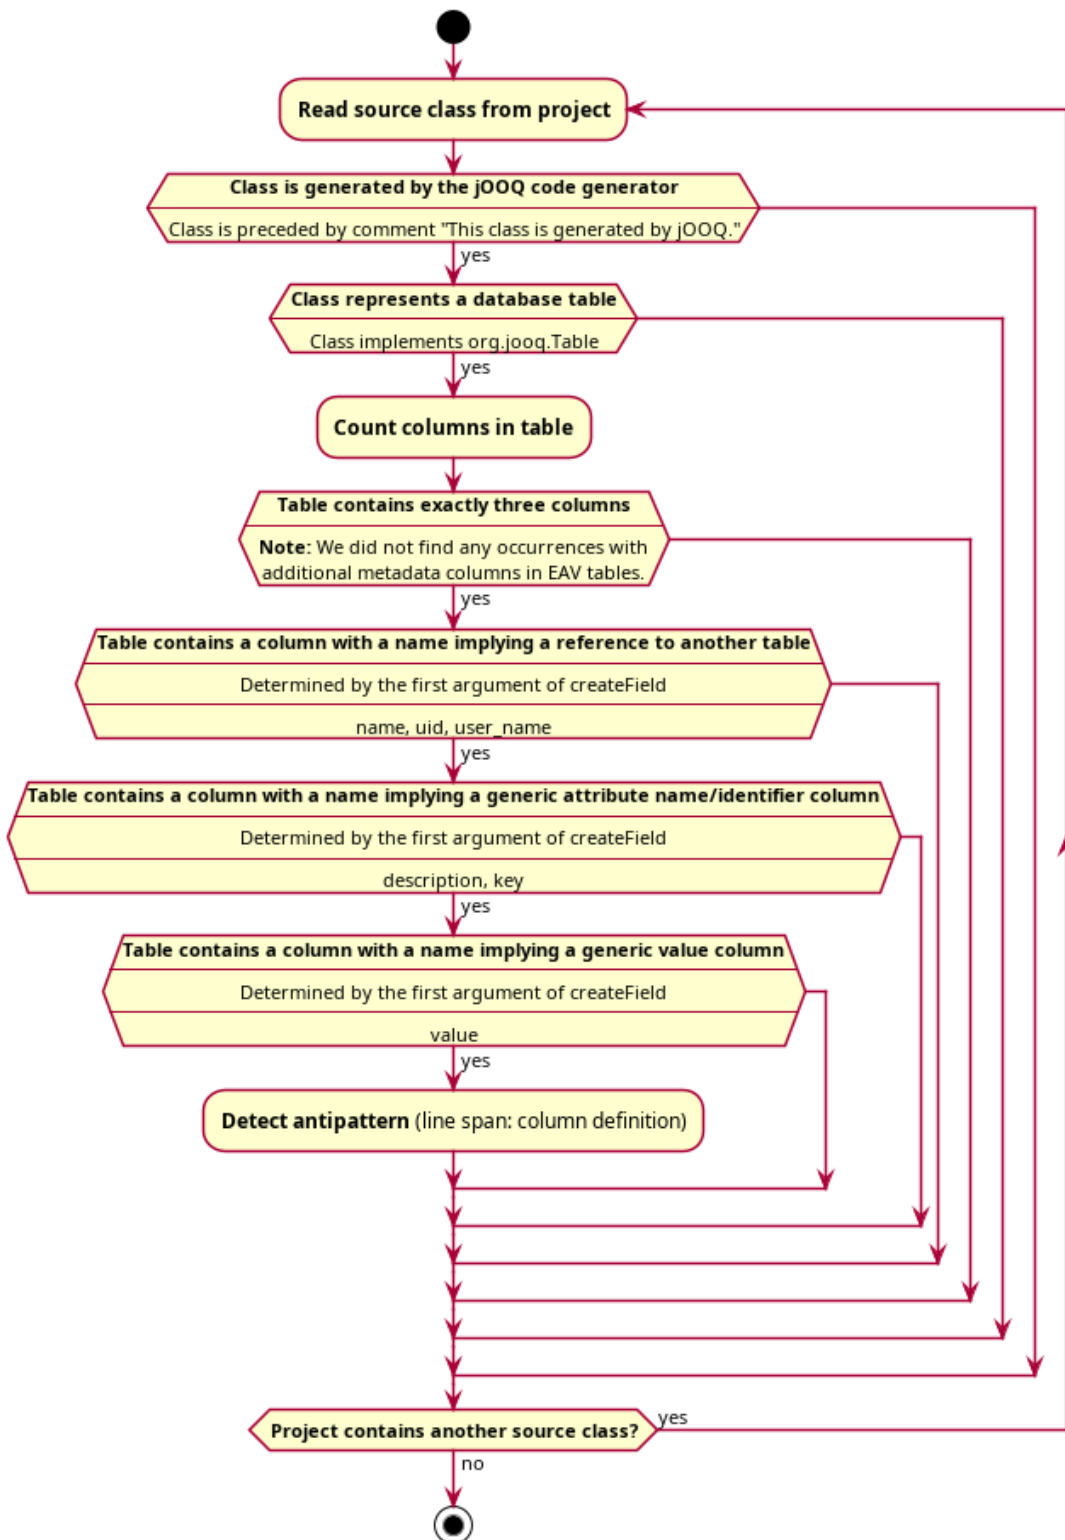 Read source class from project
Class is generated by the jOOQ code generator
Class is preceded by comment "This class is generated by jOOQ."
yes
Class represents a database table
Class implements org.jooq.Table
yes
Count columns in table
Table contains exactly three columns
Note: We did not find any occurrences with
additional metadata columns in EAV tables.
yes
Table contains a column with a name implying a reference to another table
Determined by the first argument of createField
name, uid, user_name
yes
Table contains a column with a name implying a generic attribute name/identifier column
Determined by the first argument of createField
description, key
yes
Table contains a column with a name implying a generic value column
Determined by the first argument of createField
value
yes
Detect antipattern (line span: column definition)
Project contains another source class?
yes
no